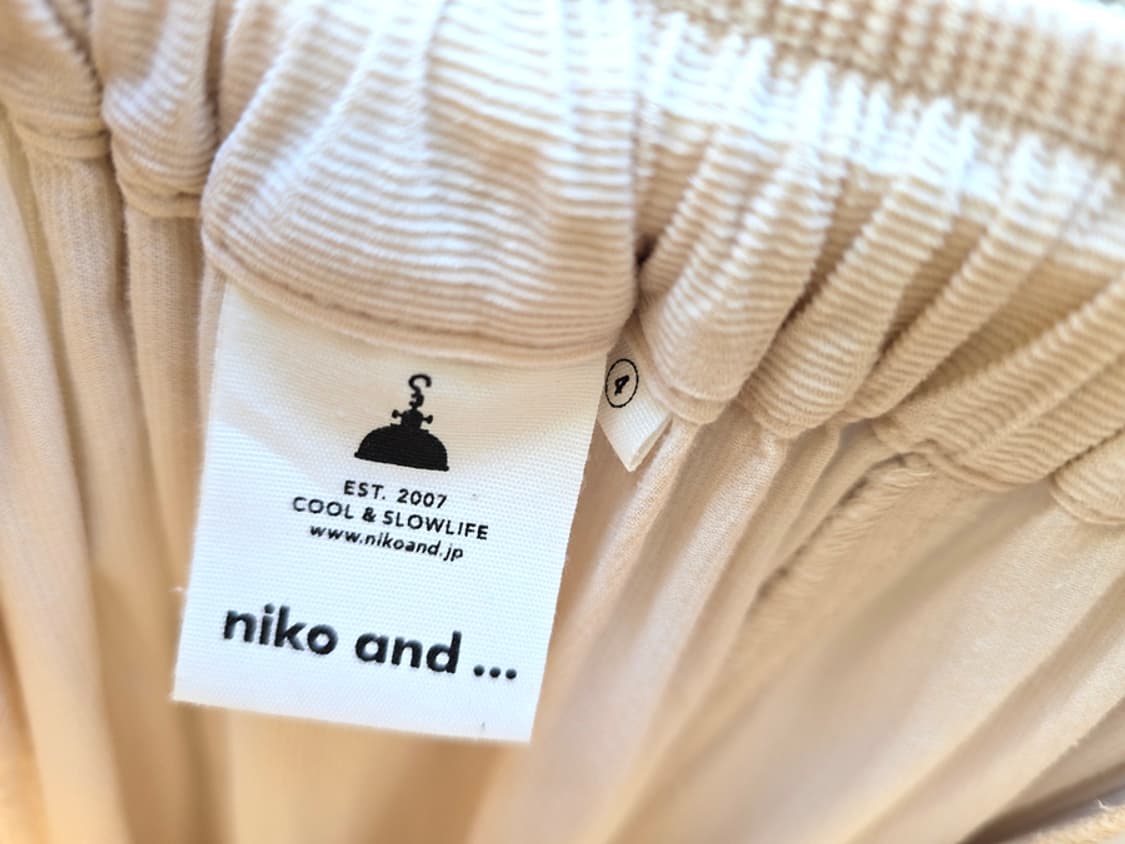 EST. 2007
COOL & SLOWLIFE
www.nikoand.jp
niko and ...
4